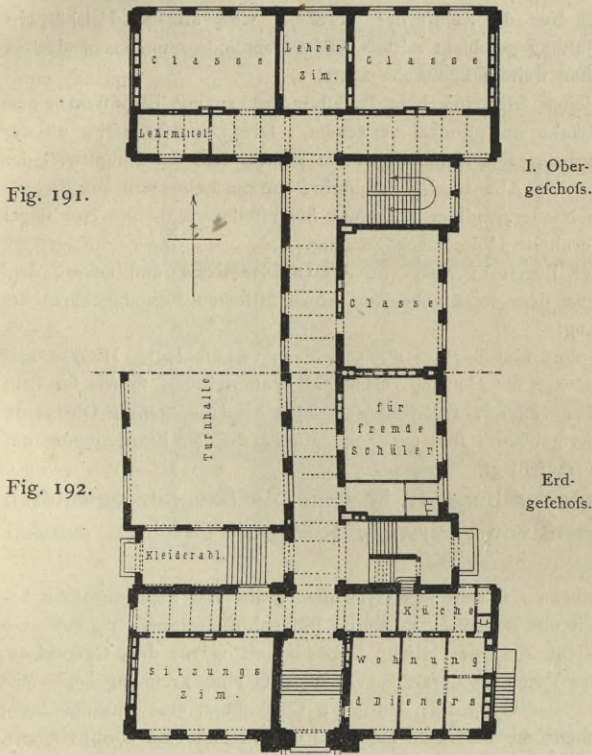 Classe
Lehrer-
Zim.
Classe
Lehrmittel
I. Ober-
geſchoſs.
Fig. 191.
Classe
Turnhalle
für
fremde
Schüler
Fig. 192.
Erd-
geſchoſs.
Kleiderabl.
Küche
Sitzungs
Zim.
Wohnung
d Dieners